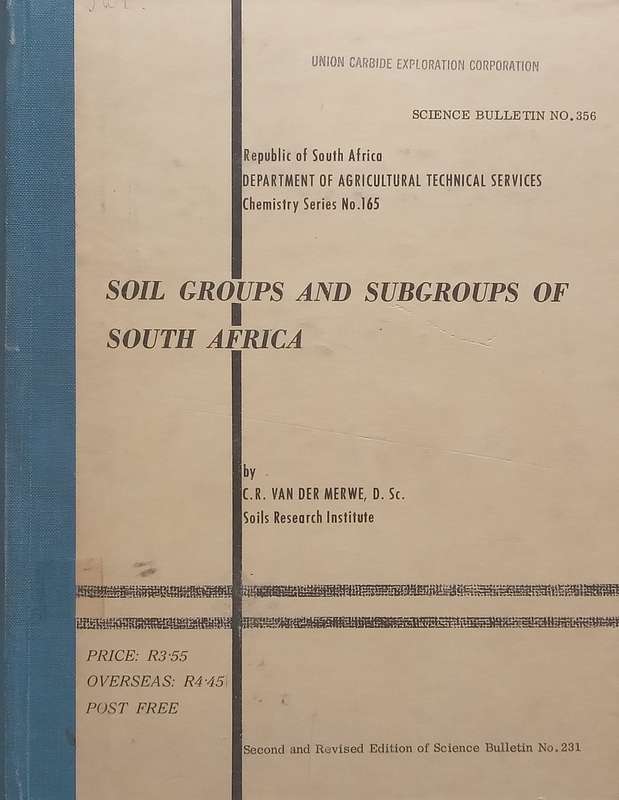 UNION CARBIDE EXPLORATION CORPORATION
SCIENCE BULLETIN NO.356
Republic of South Africa
DEPARTMENT OF AGRICULTURAL TECHNICAL SERVICES
Chemistry Series No.165
SOIL GROUPS AND SUBGROUPS OF
SOUTH AFRICA
by
C.R. VAN DER MERWE, D. Sc.
Soils Research Institute
PRICE: R3·55
OVERSEAS: R4·45
POST FREE
Second and Revised Edition of Science Bulletin No.231